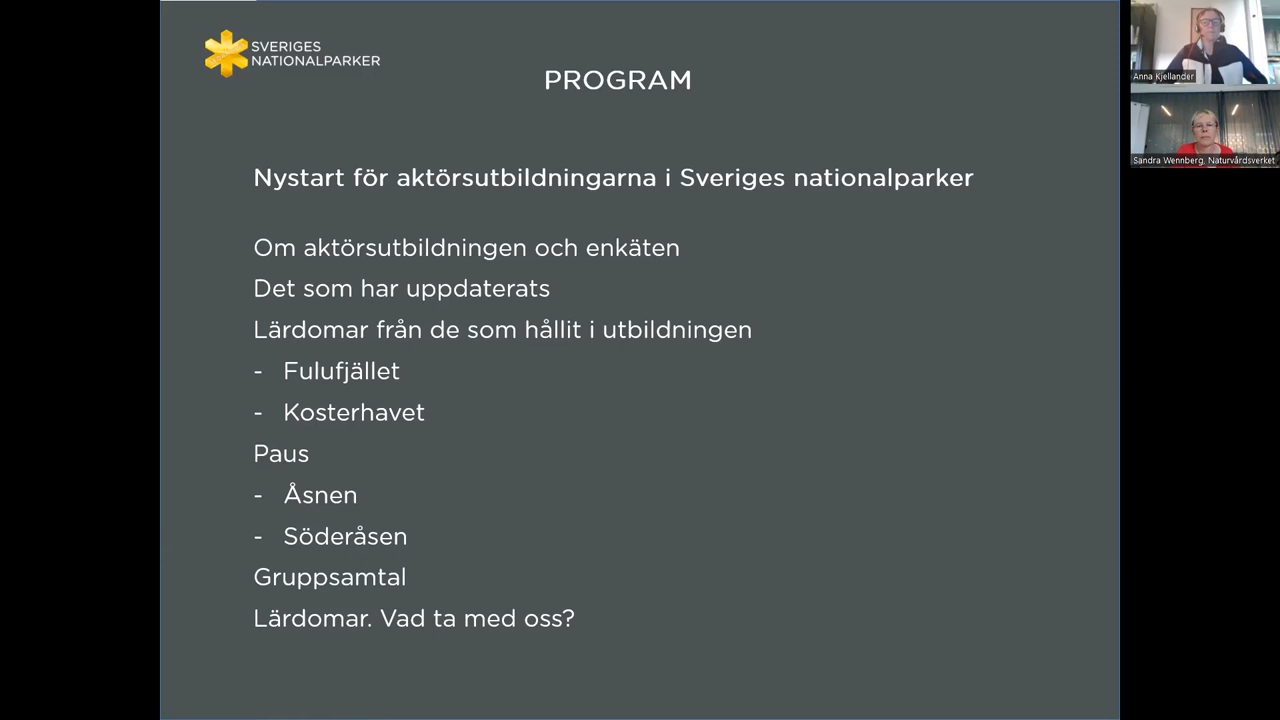 SVERIGES
NATIONALPARKER
PROGRAM
Nystart för aktörsutbildningarna i Sveriges nationalparker
Om aktörsutbildningen och enkäten
Det som har uppdaterats
Lärdomar från de som hållit i utbildningen
- Fulufjället
- Kosterhavet
Paus
- Åsnen
- Söderåsen
Gruppsamtal
Lärdomar. Vad ta med oss?
Anna Kjellander
Sandra Wennberg, Naturvårdsverket